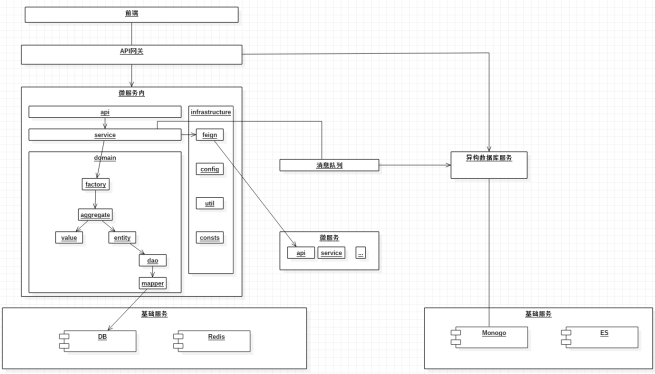 前端
API网关
微服务内
api
infrastructure
service
feign
domain
消息队列
异构数据库服务
config
factory
util
aggregate
value
entity
consts
微服务
api
service
...
dao
mapper
基础服务
基础服务
DB
Redis
Monogo
ES